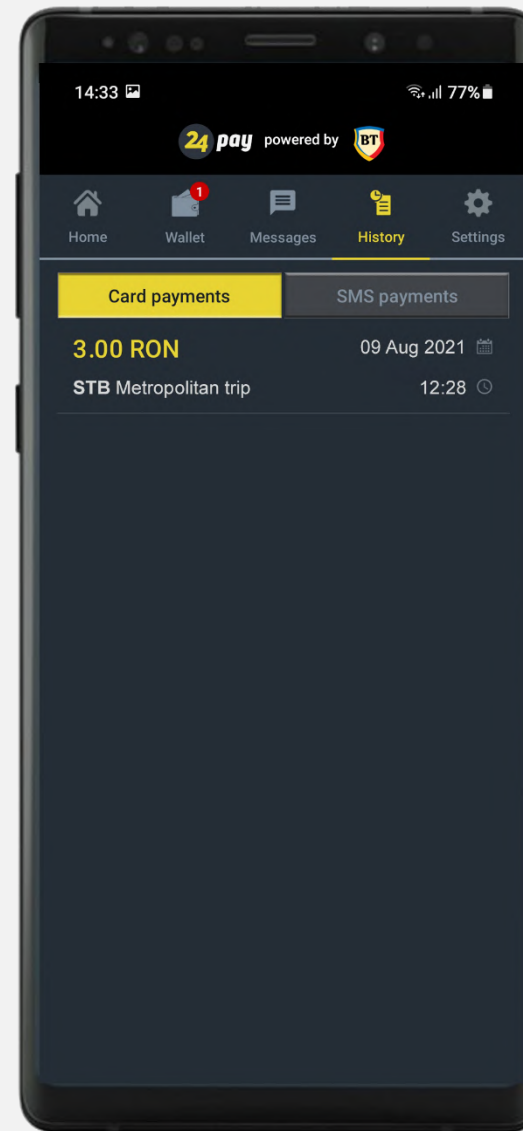 14:33 77%
24 pay powered by BT
1
Home Wallet Messages History Settings
Card payments SMS payments
3.00 RON 09 Aug 2021
STB Metropolitan trip 12:28